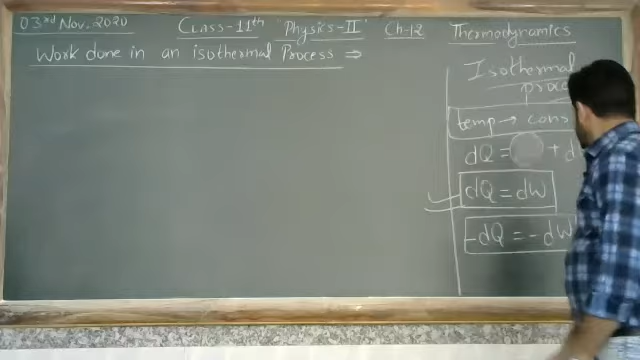 03rd Nov. 2020 Class-11th "Physics-II" Ch-12 Thermodynamics
Work done in an isothermal Process ⇒
Isothermal
temp → cons
dQ = + d
dQ = dW
-dQ = -dW